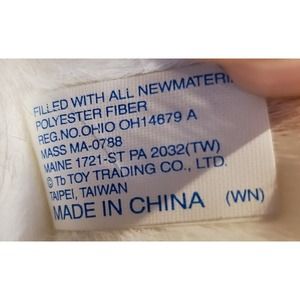 FILLED WITH ALL NEWMATERI
POLYESTER FIBER
REG.NO.OHIO OH14679 A
MASS MA-0788
MAINE 1721-ST PA 2032(TW)
© Tb TOY TRADING CO., LTD.
TAIPEI, TAIWAN
MADE IN CHINA (WN)